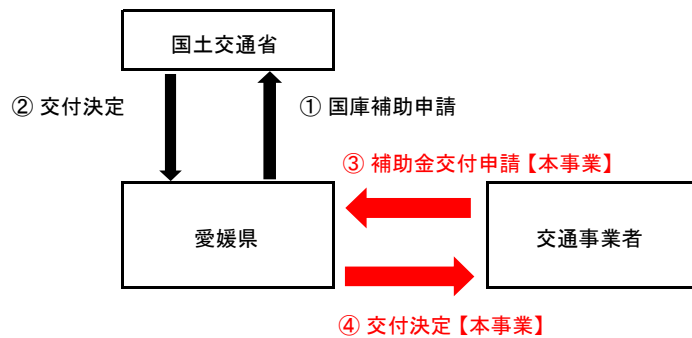 国土交通省
② 交付決定
① 国庫補助申請
③ 補助金交付申請【本事業】
愛媛県
交通事業者
④ 交付決定【本事業】